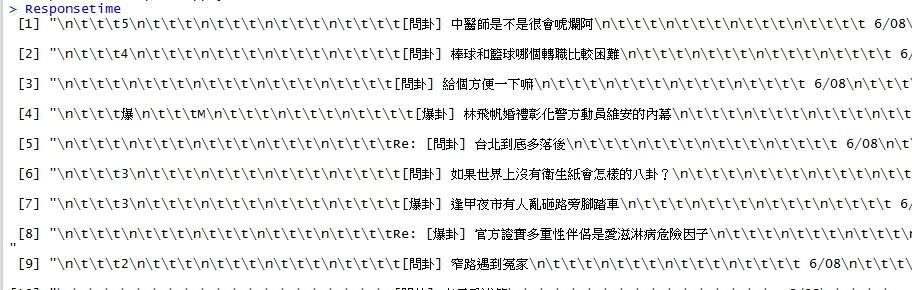 > Responsetime
[1] "\n\t\t\t5\n\t\t\t\n\t\t\t\n\t\t\t\n\t\t\t\t[問卦] 中醫師是不是很會唬爛阿\n\t\t\t\n\t\t\t\n\t\t\t\n\t\t\t\t 6/08\
[2] "\n\t\t\t4\n\t\t\t\n\t\t\t\n\t\t\t\n\t\t\t\t[問卦] 棒球和籃球哪個轉職比較困難\n\t\t\t\n\t\t\t\n\t\t\t\n\t\t\t\t 6/
[3] "\n\t\t\t\n\t\t\t\n\t\t\t\n\t\t\t\n\t\t\t\t[問卦] 給個方便一下嘛\n\t\t\t\n\t\t\t\n\t\t\t\n\t\t\t\t 6/08\n\t\t\t
[4] "\n\t\t\t爆\n\t\t\tM\n\t\t\t\n\t\t\t\n\t\t\t\t[爆卦] 林飛帆婚禮彰化警方動員維安的內幕\n\t\t\t\n\t\t\t\n\t\t\t\n\t\t
[5] "\n\t\t\t\n\t\t\t\n\t\t\t\n\t\t\t\n\t\t\t\tRe: [問卦] 台北到底多落後\n\t\t\t\n\t\t\t\n\t\t\t\n\t\t\t\t 6/08\n\t
[6] "\n\t\t\t3\n\t\t\t\n\t\t\t\n\t\t\t\n\t\t\t\t[問卦] 如果世界上沒有衛生紙會怎樣的八卦？\n\t\t\t\n\t\t\t\n\t\t\t\n\t\t
[7] "\n\t\t\t3\n\t\t\t\n\t\t\t\n\t\t\t\n\t\t\t\t[爆卦] 逢甲夜市有人亂砸路旁腳踏車\n\t\t\t\n\t\t\t\n\t\t\t\n\t\t\t\t 6/
[8] "\n\t\t\t\n\t\t\t\n\t\t\t\n\t\t\t\n\t\t\t\tRe: [爆卦] 官方證實多重性伴侶是愛滋淋病危險因子\n\t\t\t\n\t\t\t\n\t\t\t\
"
[9] "\n\t\t\t2\n\t\t\t\n\t\t\t\n\t\t\t\n\t\t\t\t[問卦] 窄路遇到冤家\n\t\t\t\n\t\t\t\n\t\t\t\n\t\t\t\t 6/08\n\t\t\t\